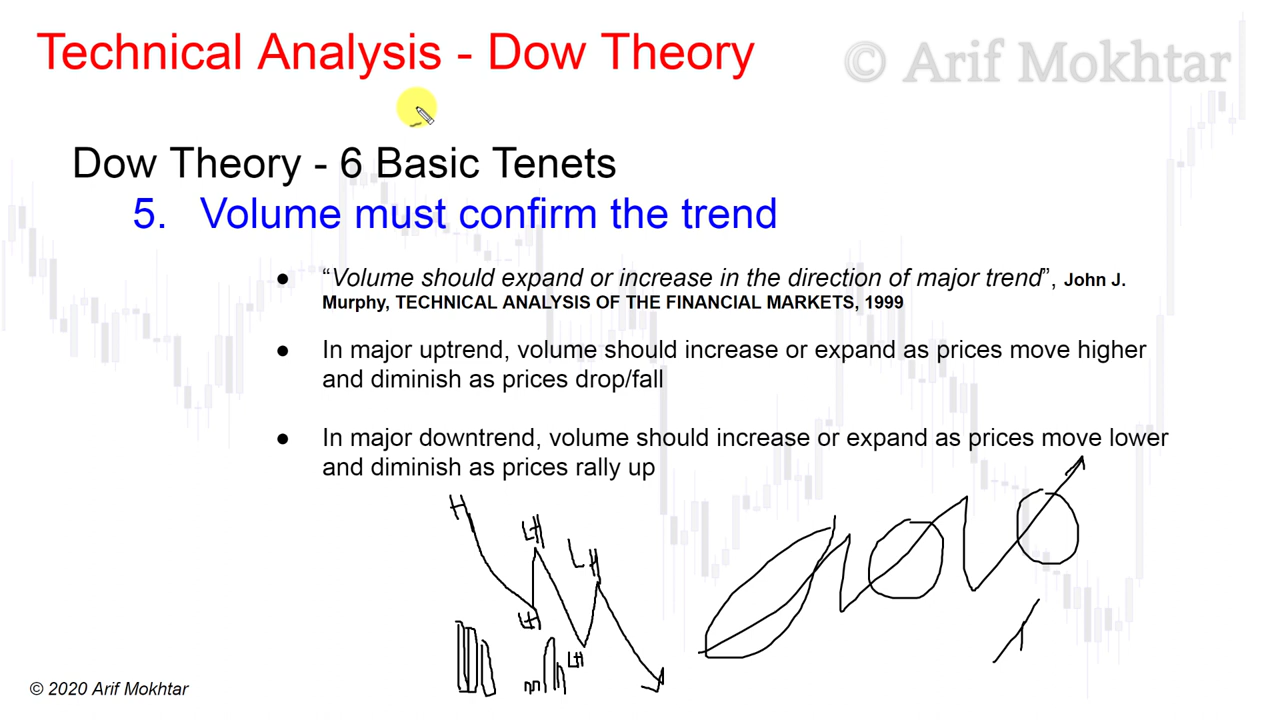 Technical Analysis - Dow Theory
© Arif Mokhtar
Dow Theory - 6 Basic Tenets
5. Volume must confirm the trend
● “Volume should expand or increase in the direction of major trend”, John J.
Murphy, TECHNICAL ANALYSIS OF THE FINANCIAL MARKETS, 1999
● In major uptrend, volume should increase or expand as prices move higher
and diminish as prices drop/fall
● In major downtrend, volume should increase or expand as prices move lower
and diminish as prices rally up
H
LH
LH
LH
LH
© 2020 Arif Mokhtar